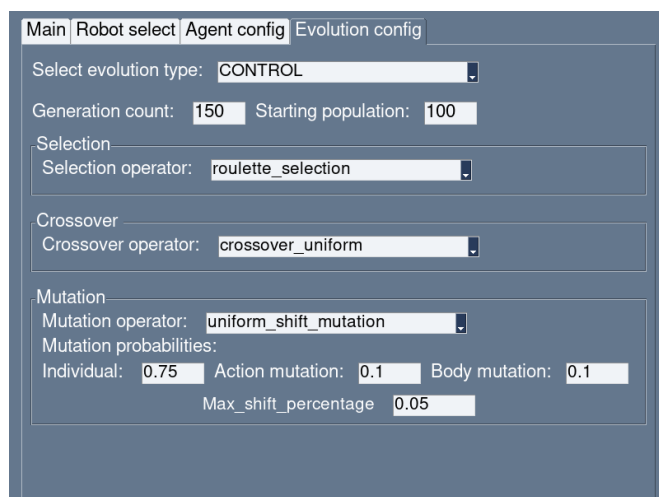 Main Robot select Agent config Evolution config
Select evolution type: CONTROL
Generation count: 150 Starting population: 100
Selection
Selection operator: roulette_selection
Crossover
Crossover operator: crossover_uniform
Mutation
Mutation operator: uniform_shift_mutation
Mutation probabilities:
Individual: 0.75 Action mutation: 0.1 Body mutation: 0.1
Max_shift_percentage 0.05